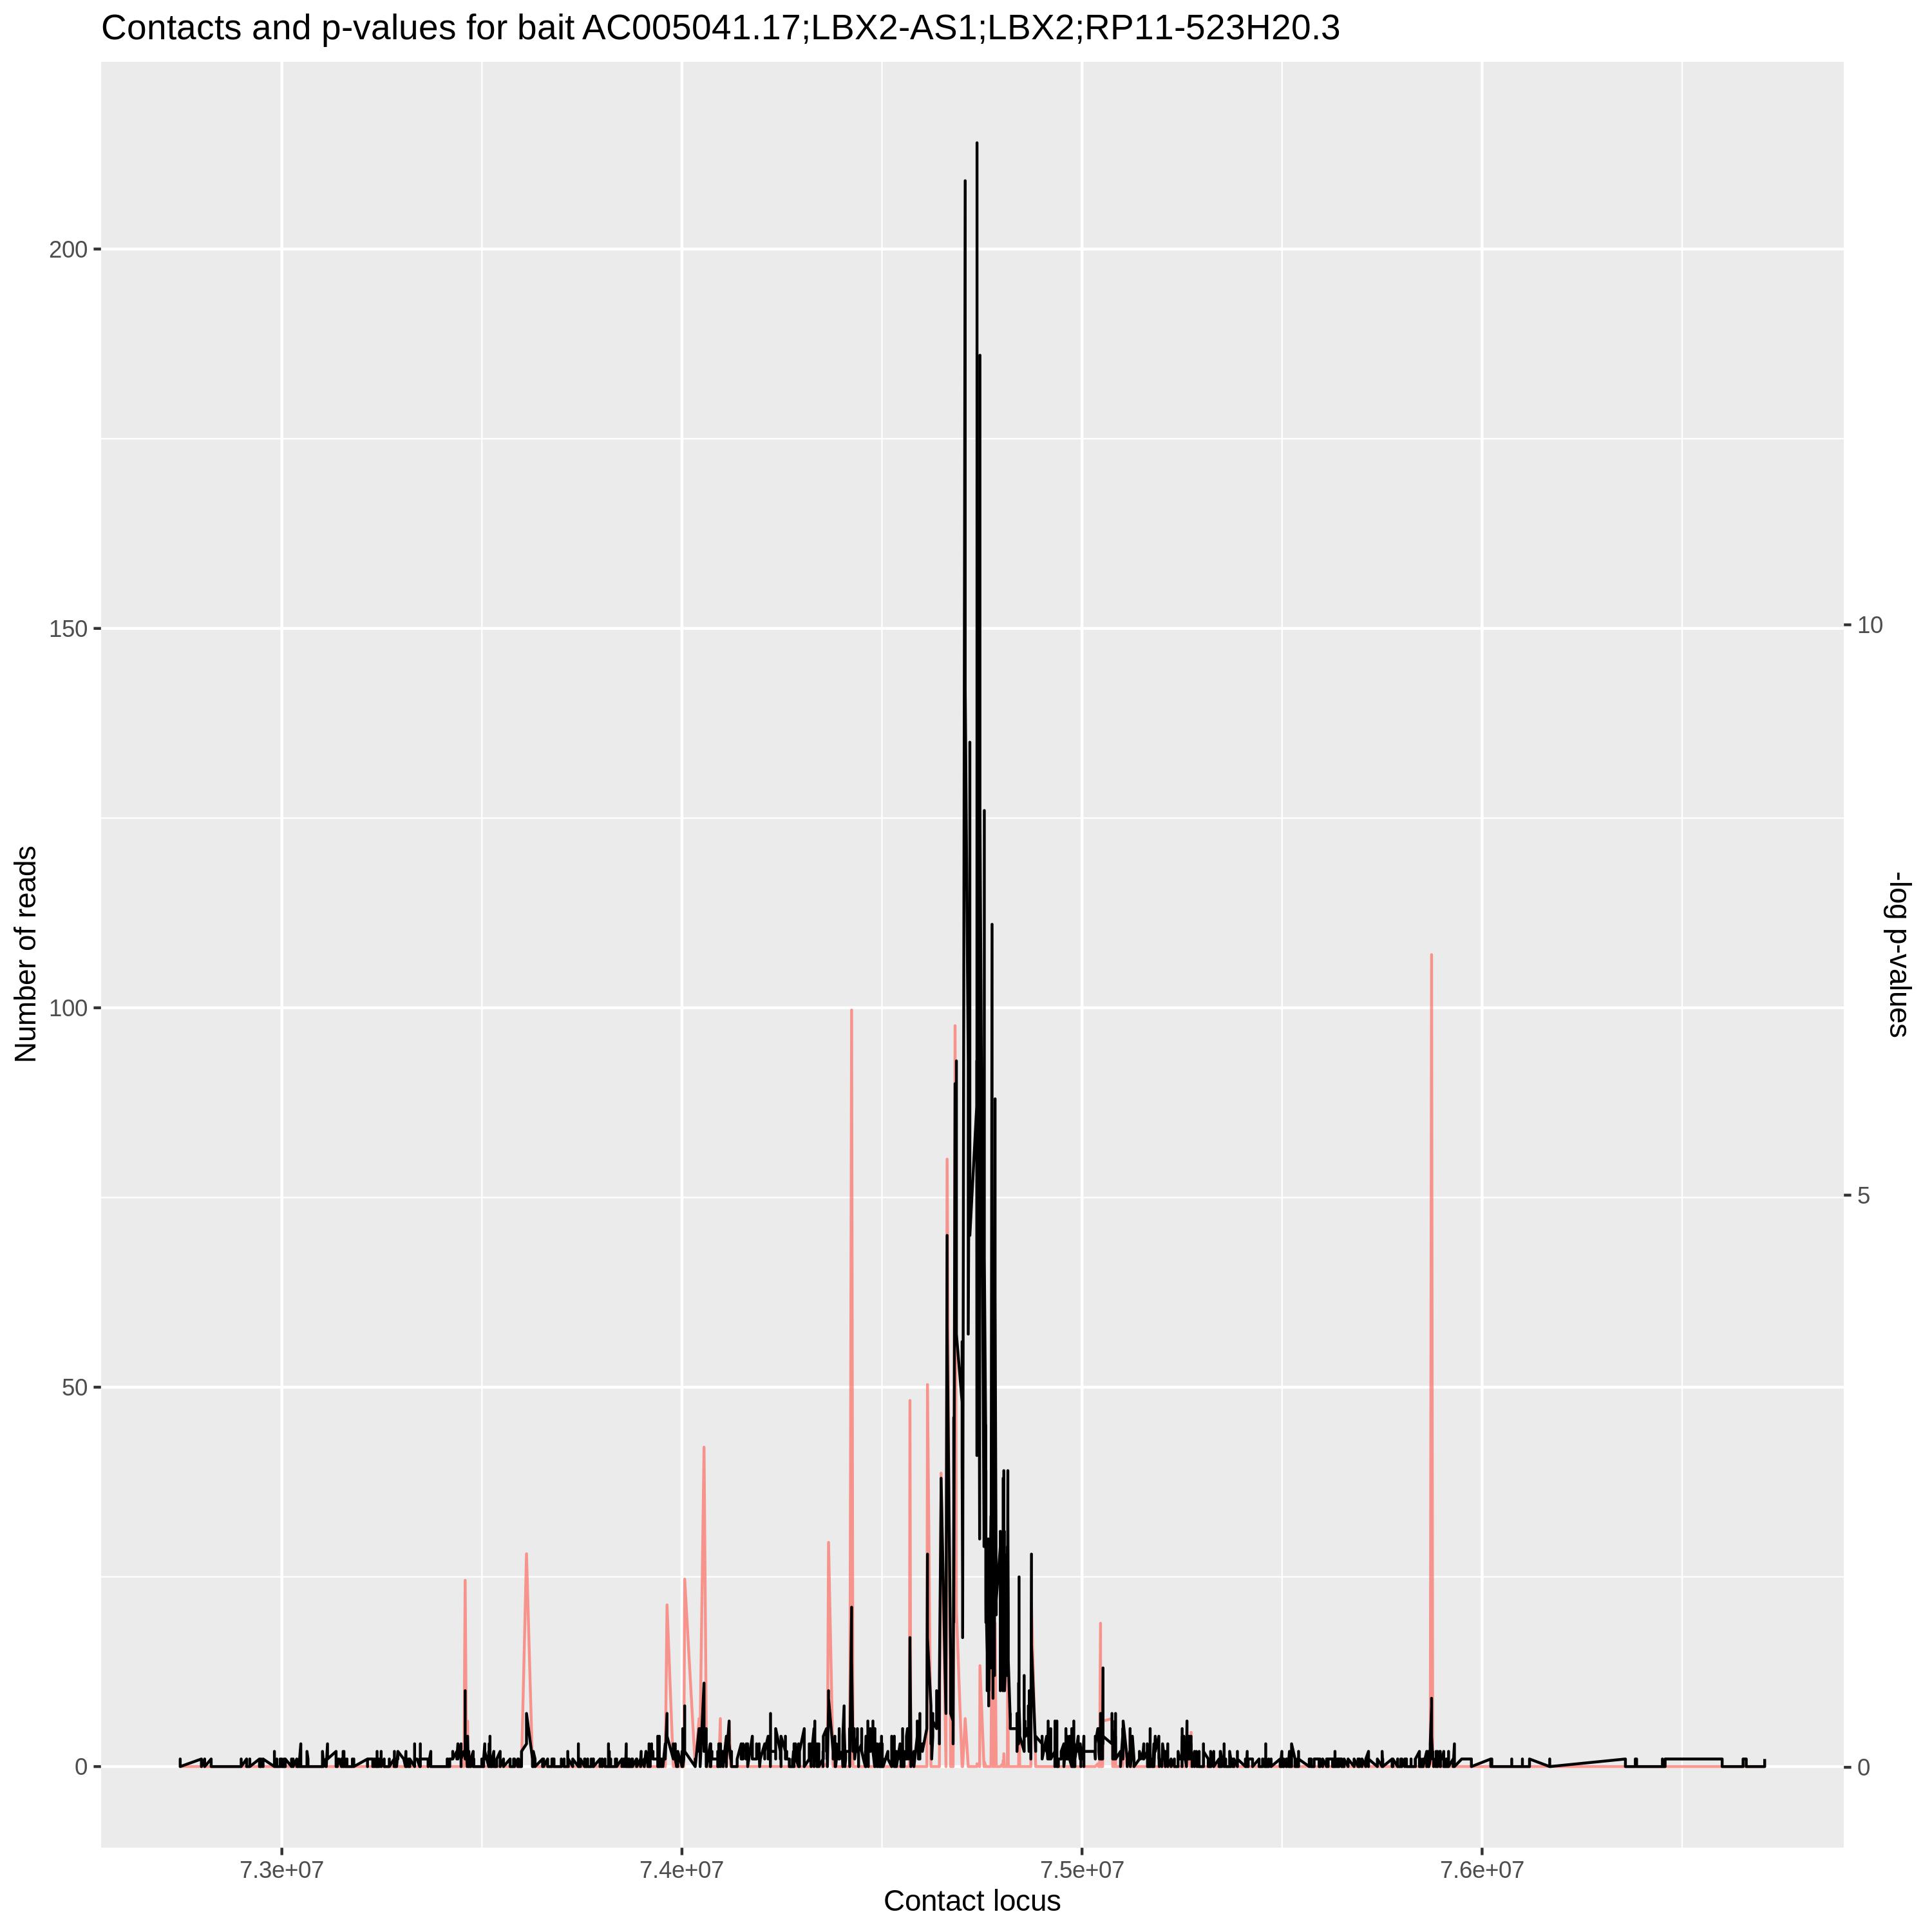 Contacts and p-values for bait AC005041.17;LBX2-AS1;LBX2;RP11-523H20.3
Number of reads
200
150
100
50
0
10
5
0
-log p-values
7.3e+07
7.4e+07
7.5e+07
7.6e+07
Contact locus